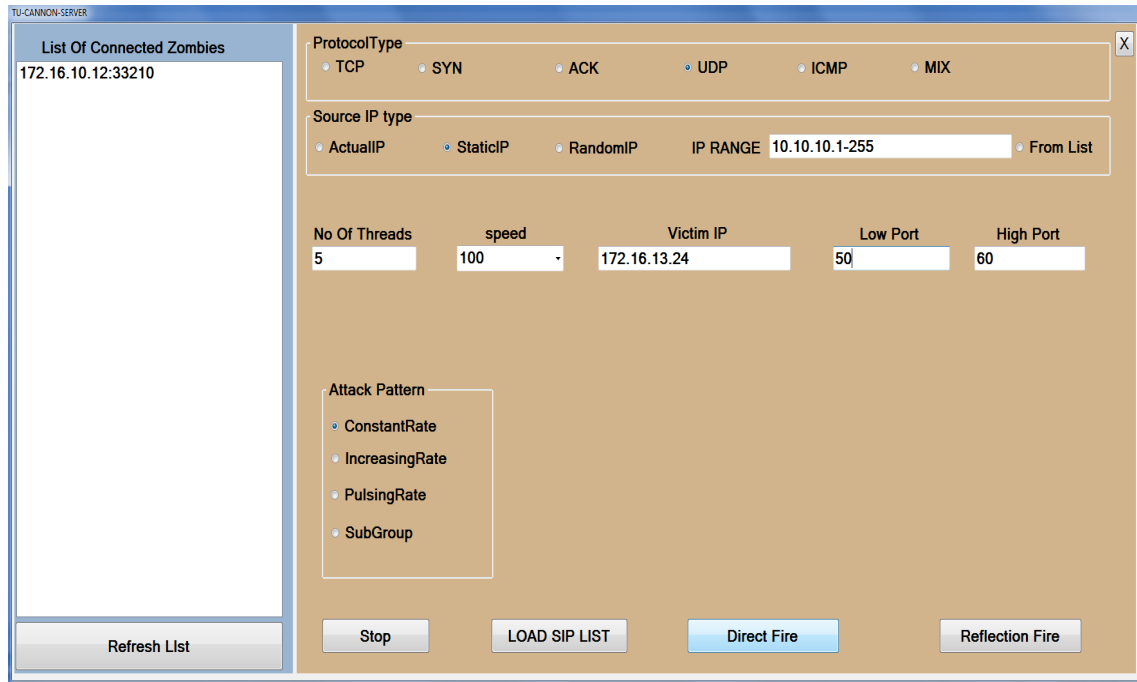 TU-CANNON-SERVER
List Of Connected Zombies
172.16.10.12:33210
Refresh LIst
X
ProtocolType
TCP SYN ACK UDP ICMP MIX
Source IP type
ActualIP StaticIP RandomIP IP RANGE 10.10.10.1-255 From List
No Of Threads speed Victim IP Low Port High Port
5 100 172.16.13.24 50 60
Attack Pattern
ConstantRate
IncreasingRate
PulsingRate
SubGroup
Stop LOAD SIP LIST Direct Fire Reflection Fire